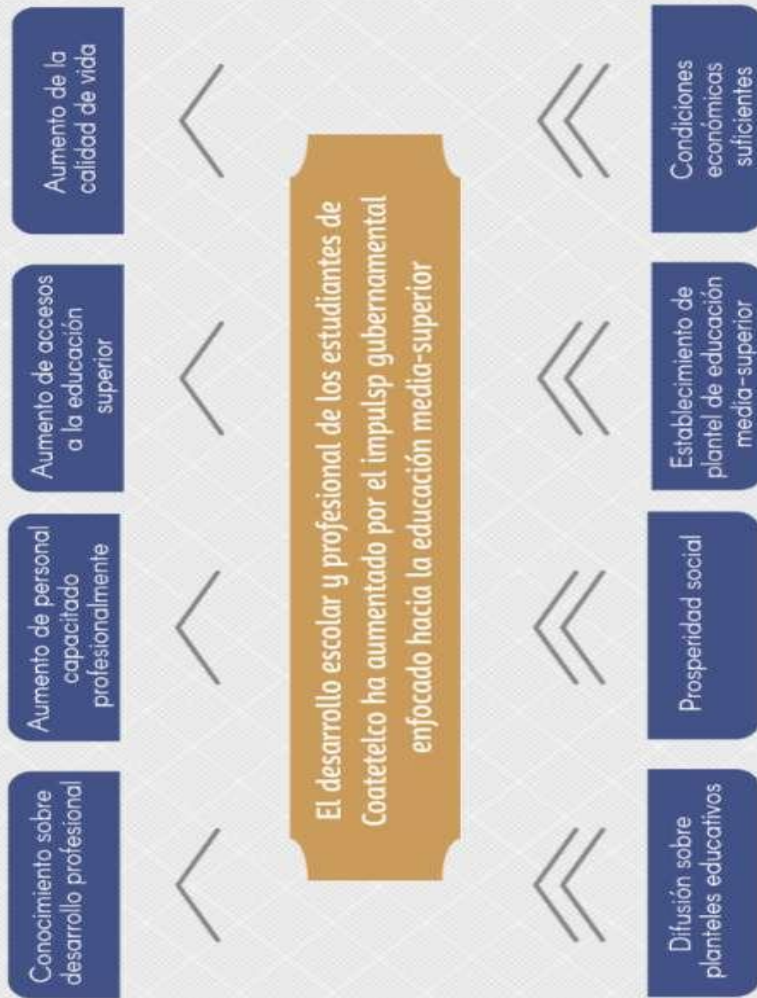 Conocimiento sobre
desarrollo profesional
Aumento de personal
capacitado
profesionalmente
Aumento de accesos
a la educación
superior
Aumento de la
calidad de vida
El desarrollo escolar y profesional de los estudiantes de
Coatetelco ha aumentado por el impulsp gubernamental
enfocado hacia la educación media-superior
Difusión sobre
planteles educativos
Prosperidad social
Establecimiento de
plantel de educación
media-superior
Condiciones
económicas
suficientes